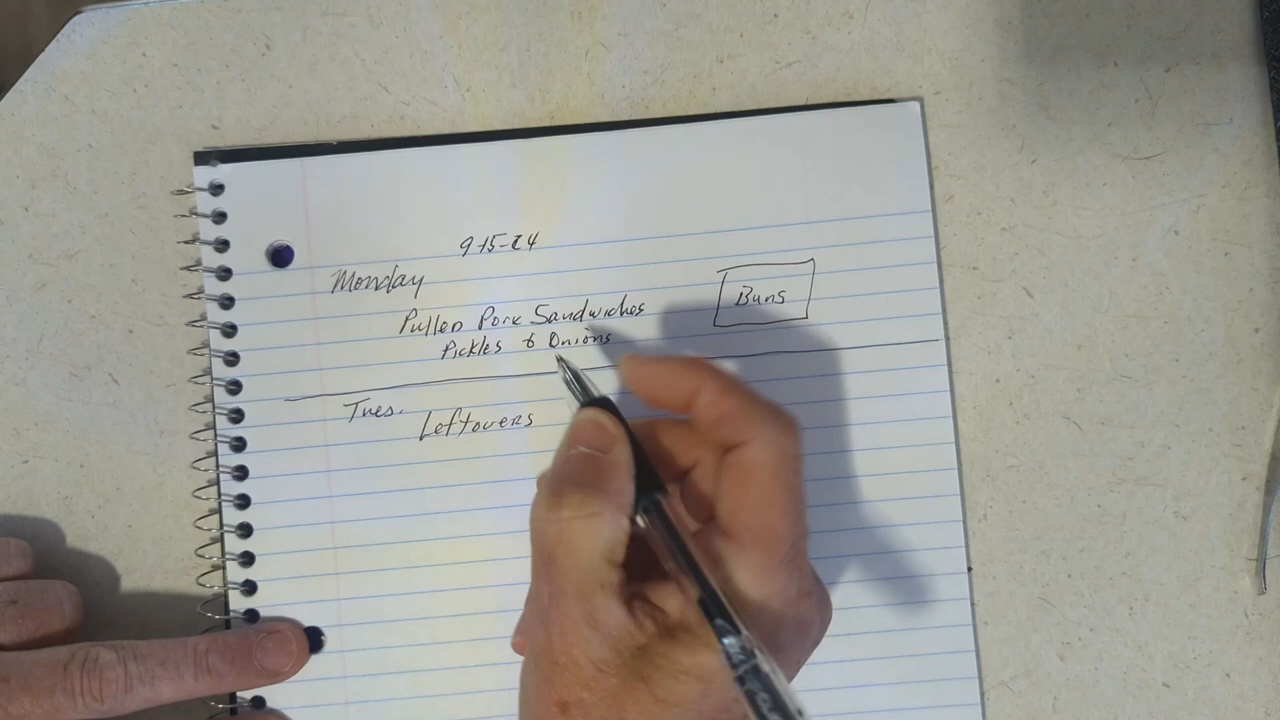 9-15-24
Monday
Pulled Pork Sandwiches
Buns
Pickles & Onions
Tues.
Leftovers